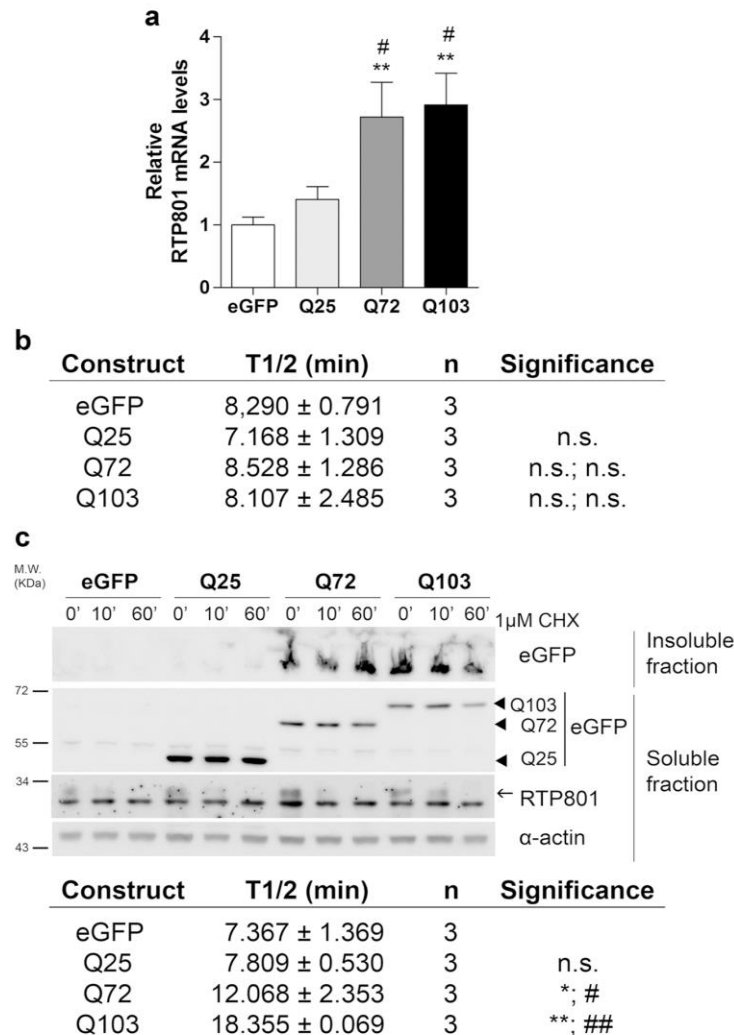 a
Relative
RTP801 mRNA levels
4
3
2
1
0
#
**
#
**
eGFP Q25 Q72 Q103
b
Construct T1/2 (min) n Significance
eGFP 8,290 ± 0.791 3
Q25 7.168 ± 1.309 3 n.s.
Q72 8.528 ± 1.286 3 n.s.; n.s.
Q103 8.107 ± 2.485 3 n.s.; n.s.
c
M.W.
(KDa)
eGFP Q25 Q72 Q103
0' 10' 60' 0' 10' 60' 0' 10' 60' 0' 10' 60' 1µM CHX
eGFP
Insoluble
fraction
72
55
34
43
Q103
Q72
Q25
eGFP
RTP801
α-actin
Soluble
fraction
Construct T1/2 (min) n Significance
eGFP 7.367 ± 1.369 3
Q25 7.809 ± 0.530 3 n.s.
Q72 12.068 ± 2.353 3 *; #
Q103 18.355 ± 0.069 3 **; ##